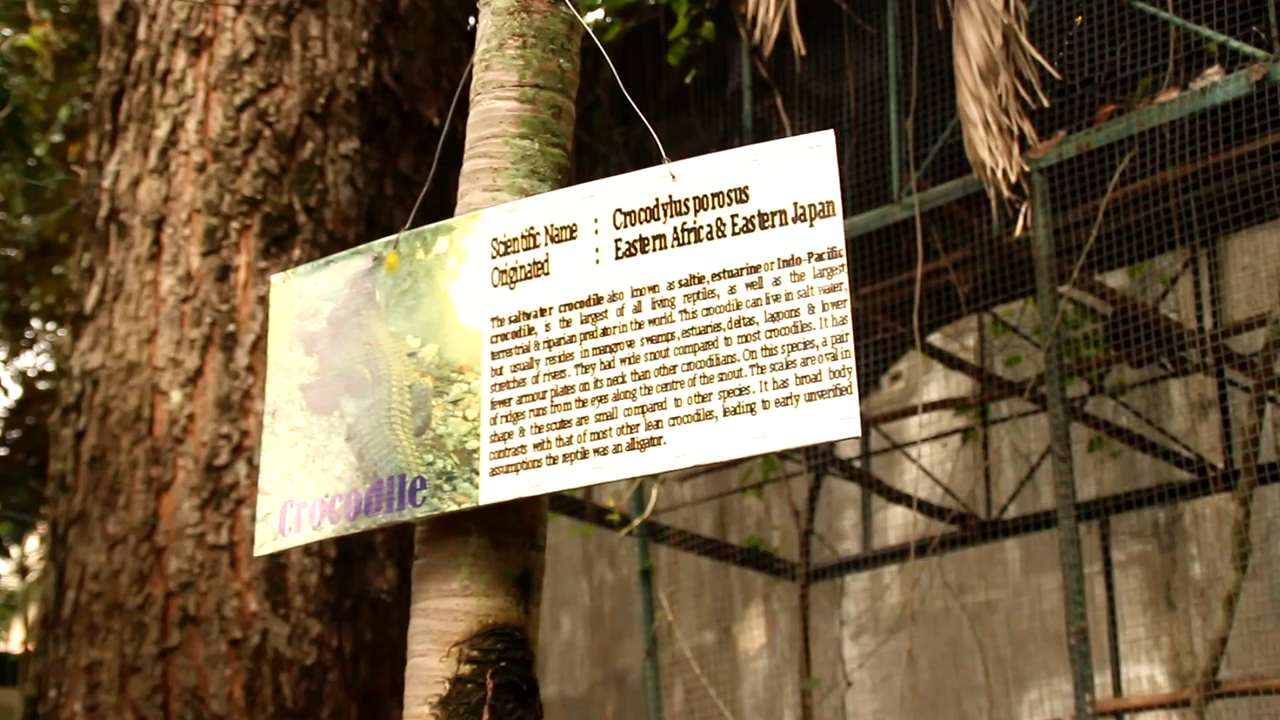 Scientific Name : Crocodylus porosus
Originated : Eastern Africa & Eastern Japan
The saltwater crocodile also known as saltie, estuarine or Indo-Pacific
crocodile, is the largest of all living reptiles, as well as the largest
terrestrial & riparian predator in the world. This crocodile can live in salt water,
but usually resides in mangrove swamps, estuaries, deltas, lagoons & lower
stretches of rivers. They had wide snout compared to most crocodiles. It has
fewer armour plates on its neck than other crocodilians. On this species, a pair
of ridges runs from the eyes along the centre of the snout. The scales are oval in
shape & the scutes are small compared to other species. It has broad body
contrasts with that of most other lean crocodiles, leading to early unverified
assumptions the reptile was an alligator.
Crocodile